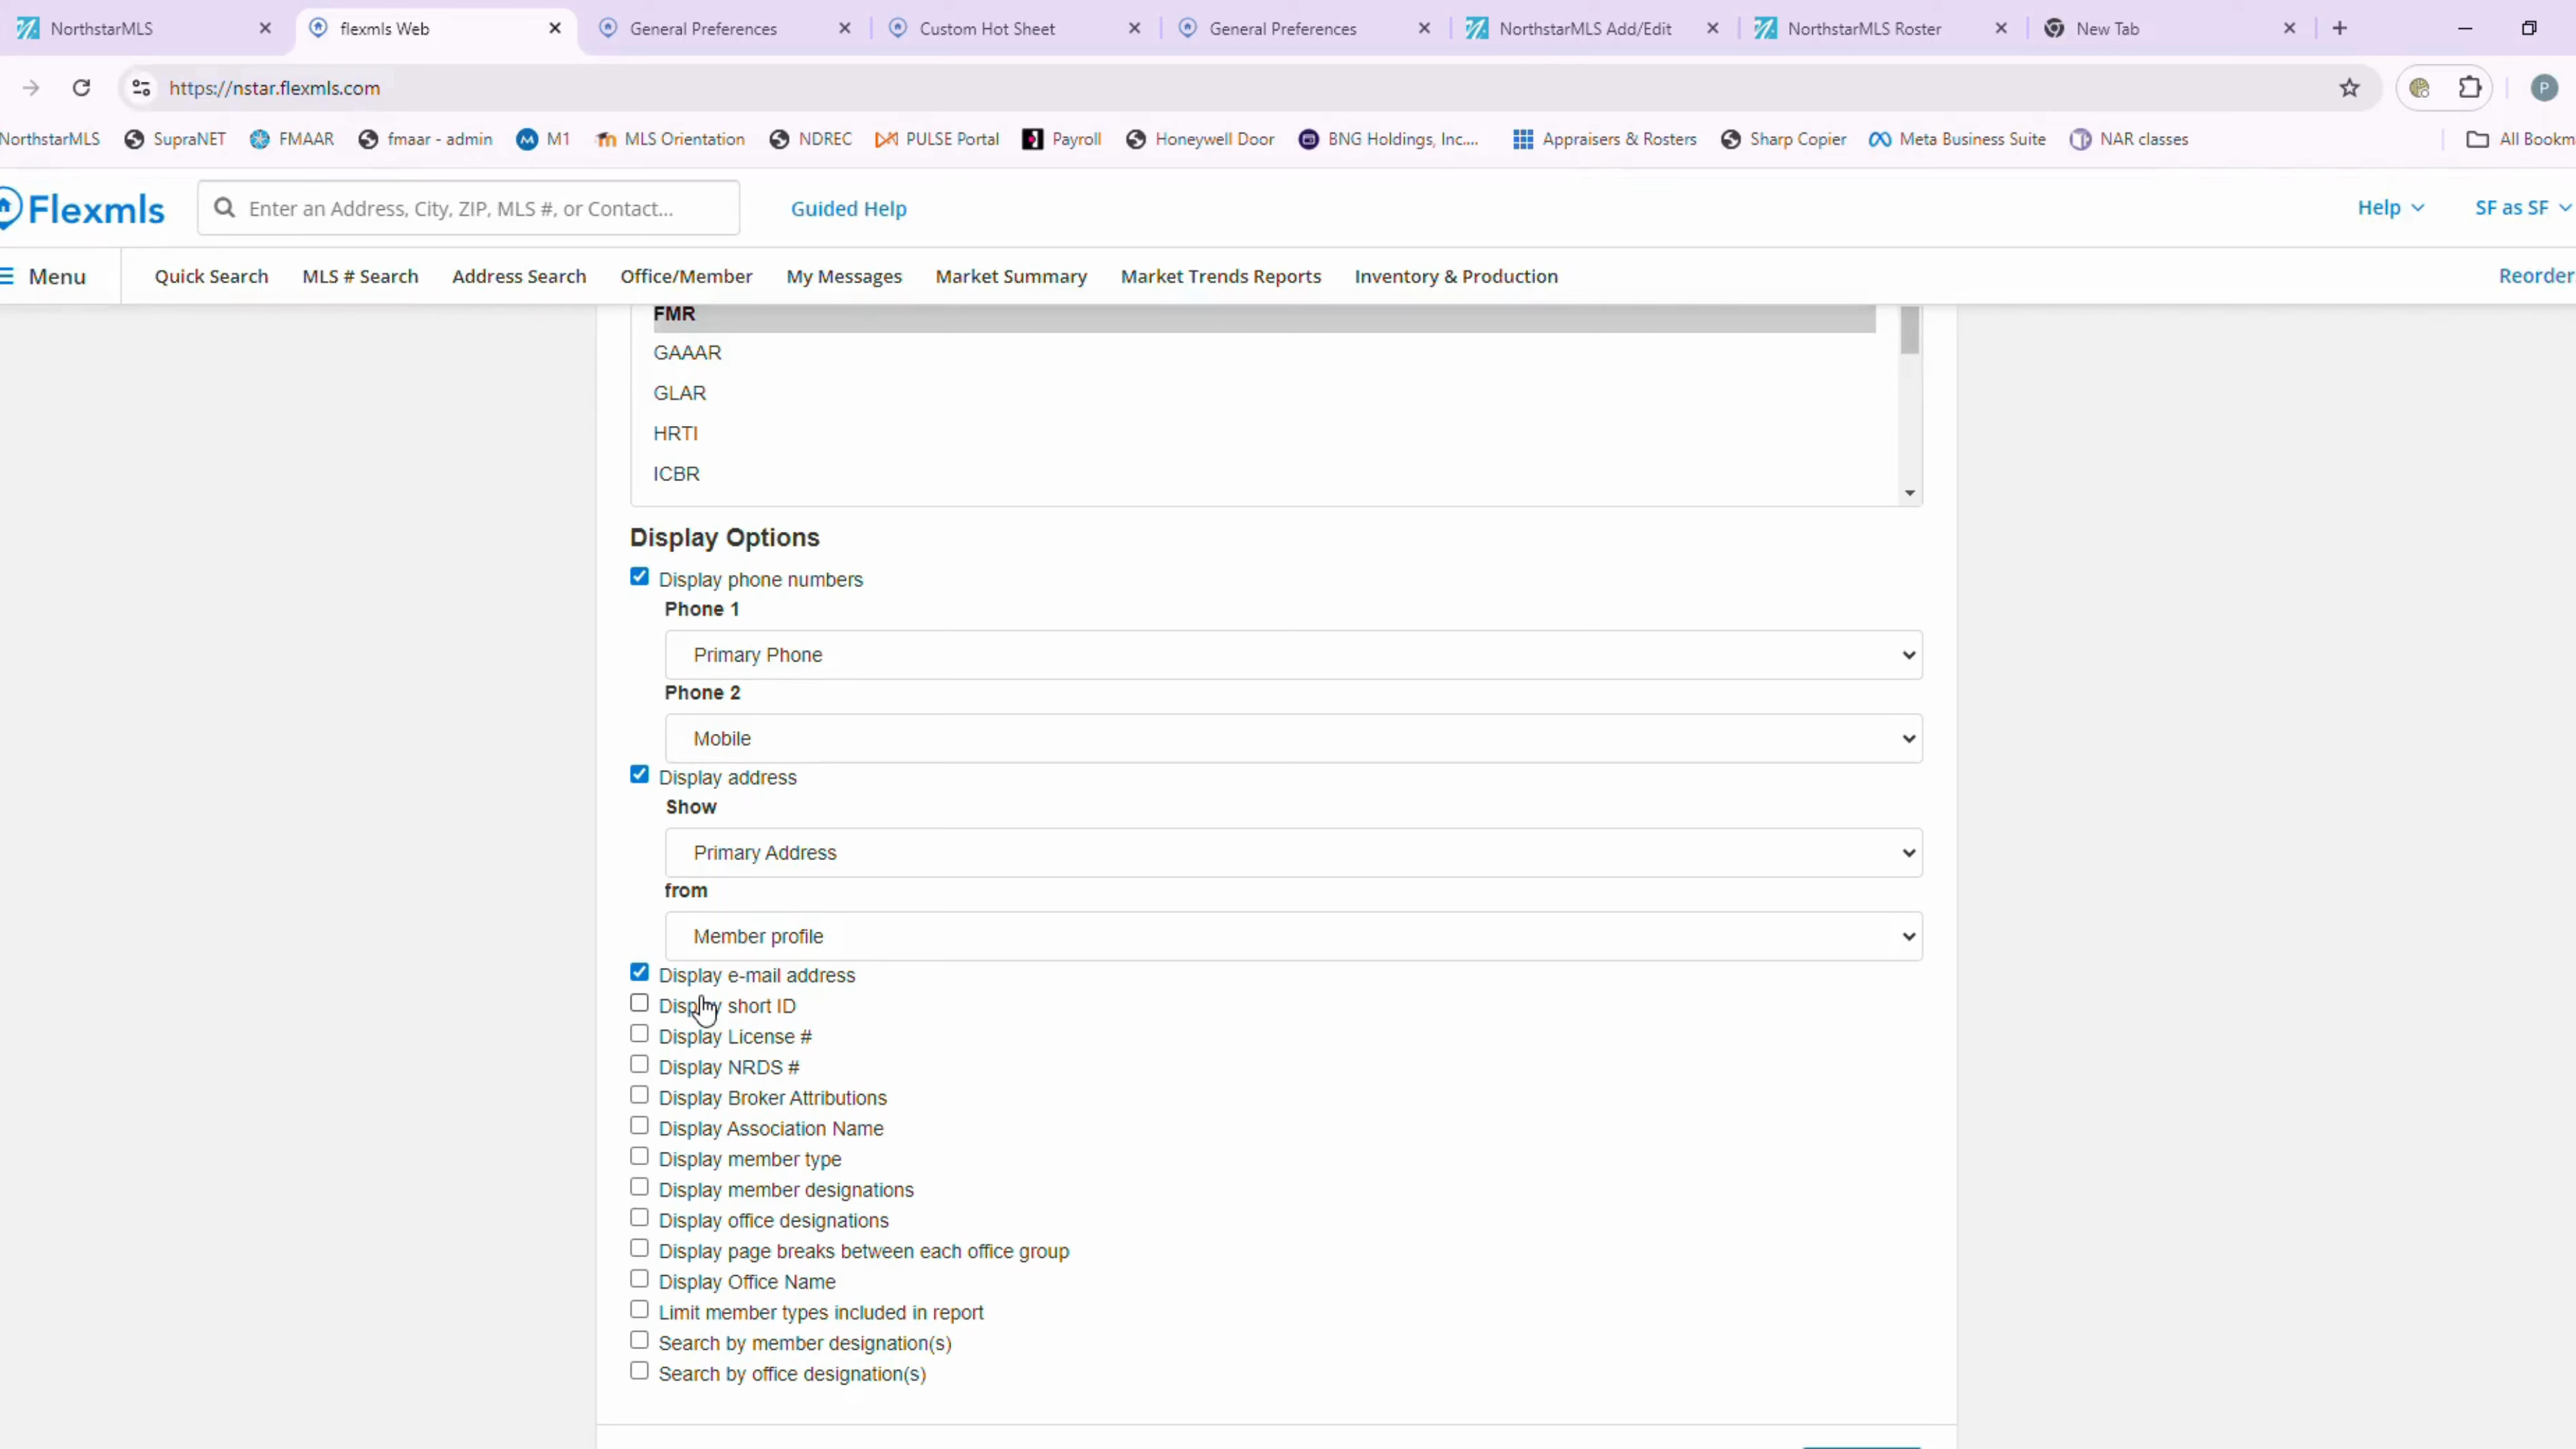 NorthstarMLS
flexmls Web
General Preferences
Custom Hot Sheet
General Preferences
NorthstarMLS Add/Edit
NorthstarMLS Roster
New Tab
https://nstar.flexmls.com
P
NorthstarMLS
SupraNET
FMAAR
fmaar - admin
M1
MLS Orientation
NDREC
PULSE Portal
Payroll
Honeywell Door
BNG Holdings, Inc....
Appraisers & Rosters
Sharp Copier
Meta Business Suite
NAR classes
All Bookm
Flexmls
Enter an Address, City, ZIP, MLS #, or Contact...
Guided Help
Help
SF as SF
Menu
Quick Search
MLS # Search
Address Search
Office/Member
My Messages
Market Summary
Market Trends Reports
Inventory & Production
Reorder
FMR
GAAAR
GLAR
HRTI
ICBR
Display Options
Display phone numbers
Phone 1
Primary Phone
Phone 2
Mobile
Display address
Show
Primary Address
from
Member profile
Display e-mail address
Display short ID
Display License #
Display NRDS #
Display Broker Attributions
Display Association Name
Display member type
Display member designations
Display office designations
Display page breaks between each office group
Display Office Name
Limit member types included in report
Search by member designation(s)
Search by office designation(s)